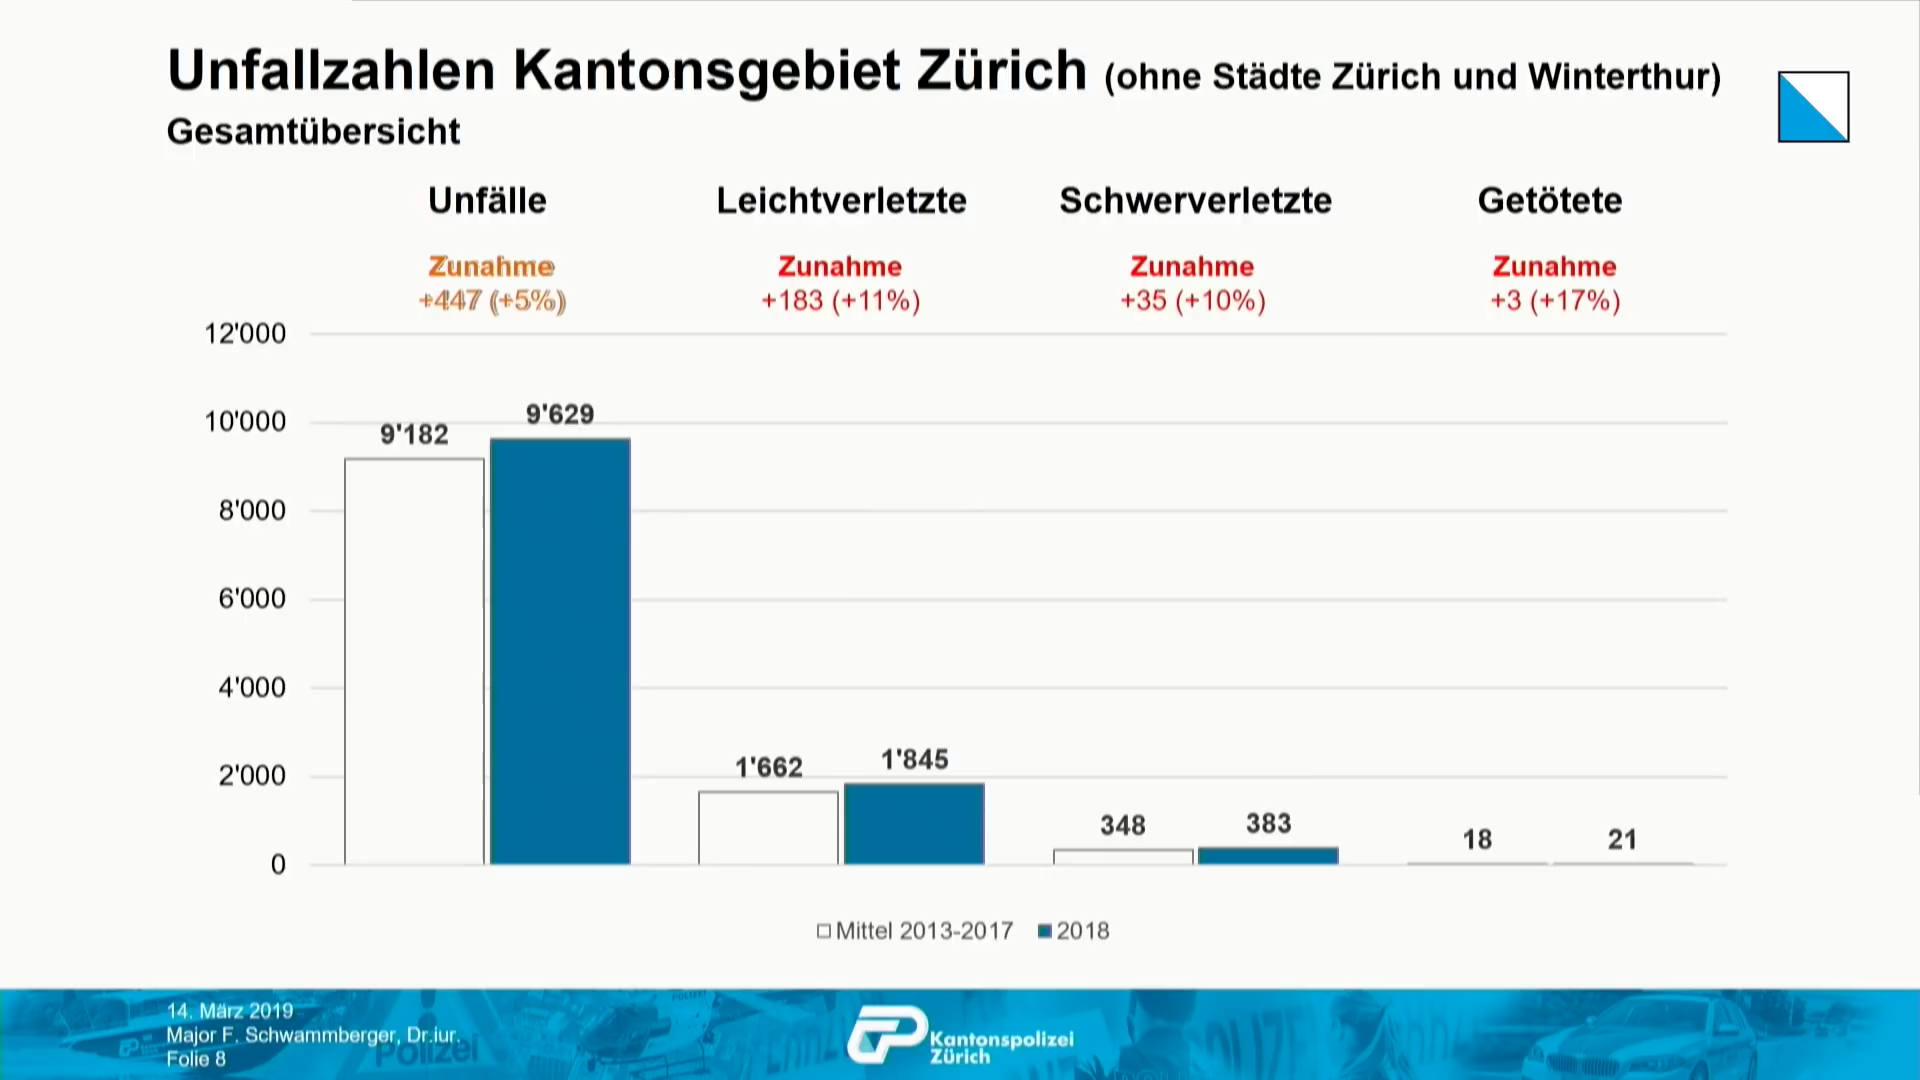 Unfallzahlen Kantonsgebiet Zürich (ohne Städte Zürich und Winterthur)
Gesamtübersicht
Unfälle Leichtverletzte Schwerverletzte Getötete
Zunahme Zunahme Zunahme Zunahme
+447 (+5%) +183 (+11%) +35 (+10%) +3 (+17%)
12'000
10'000
8'000
6'000
4'000
2'000
0
9'182 9'629
1'662 1'845
348 383
18 21
Mittel 2013-2017 2018
14. März 2019
Major F. Schwammberger, Dr.iur.
Folie 8
Polizei
Kantonspolizei
Zürich